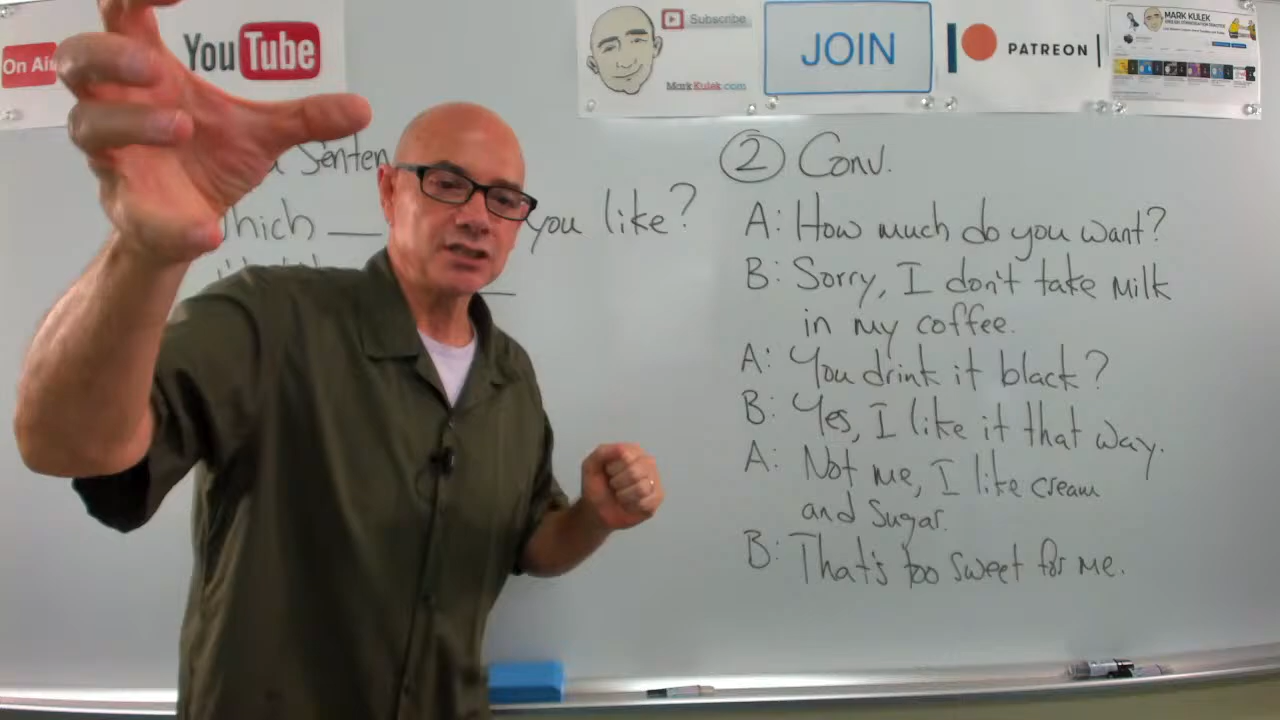 On Air
YouTube
Subscribe
MarkKulek.com
JOIN
PATREON
MARK KULEK
a Senten
Which ___ you like?
② Conv.
A: How much do you want?
B: Sorry, I don't take milk
in my coffee.
A: You drink it black?
B: Yes, I like it that way.
A: Not me, I like cream
and sugar.
B: That's too sweet for me.